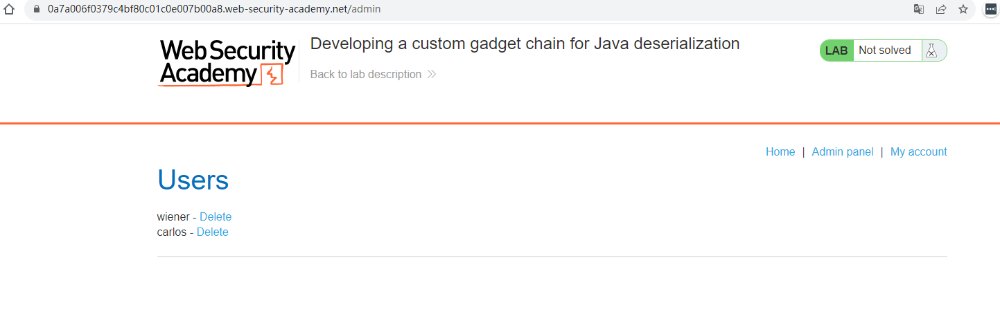 0a7a006f0379c4bf80c01c0e007b00a8.web-security-academy.net/admin
Web Security
Academy
Developing a custom gadget chain for Java deserialization
Back to lab description
LAB Not solved
Home | Admin panel | My account
Users
wiener - Delete
carlos - Delete